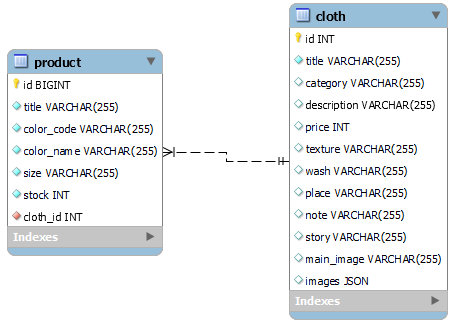 product
id BIGINT
title VARCHAR(255)
color_code VARCHAR(255)
color_name VARCHAR(255)
size VARCHAR(255)
stock INT
cloth_id INT
Indexes
cloth
id INT
title VARCHAR(255)
category VARCHAR(255)
description VARCHAR(255)
price INT
texture VARCHAR(255)
wash VARCHAR(255)
place VARCHAR(255)
note VARCHAR(255)
story VARCHAR(255)
main_image VARCHAR(255)
images JSON
Indexes